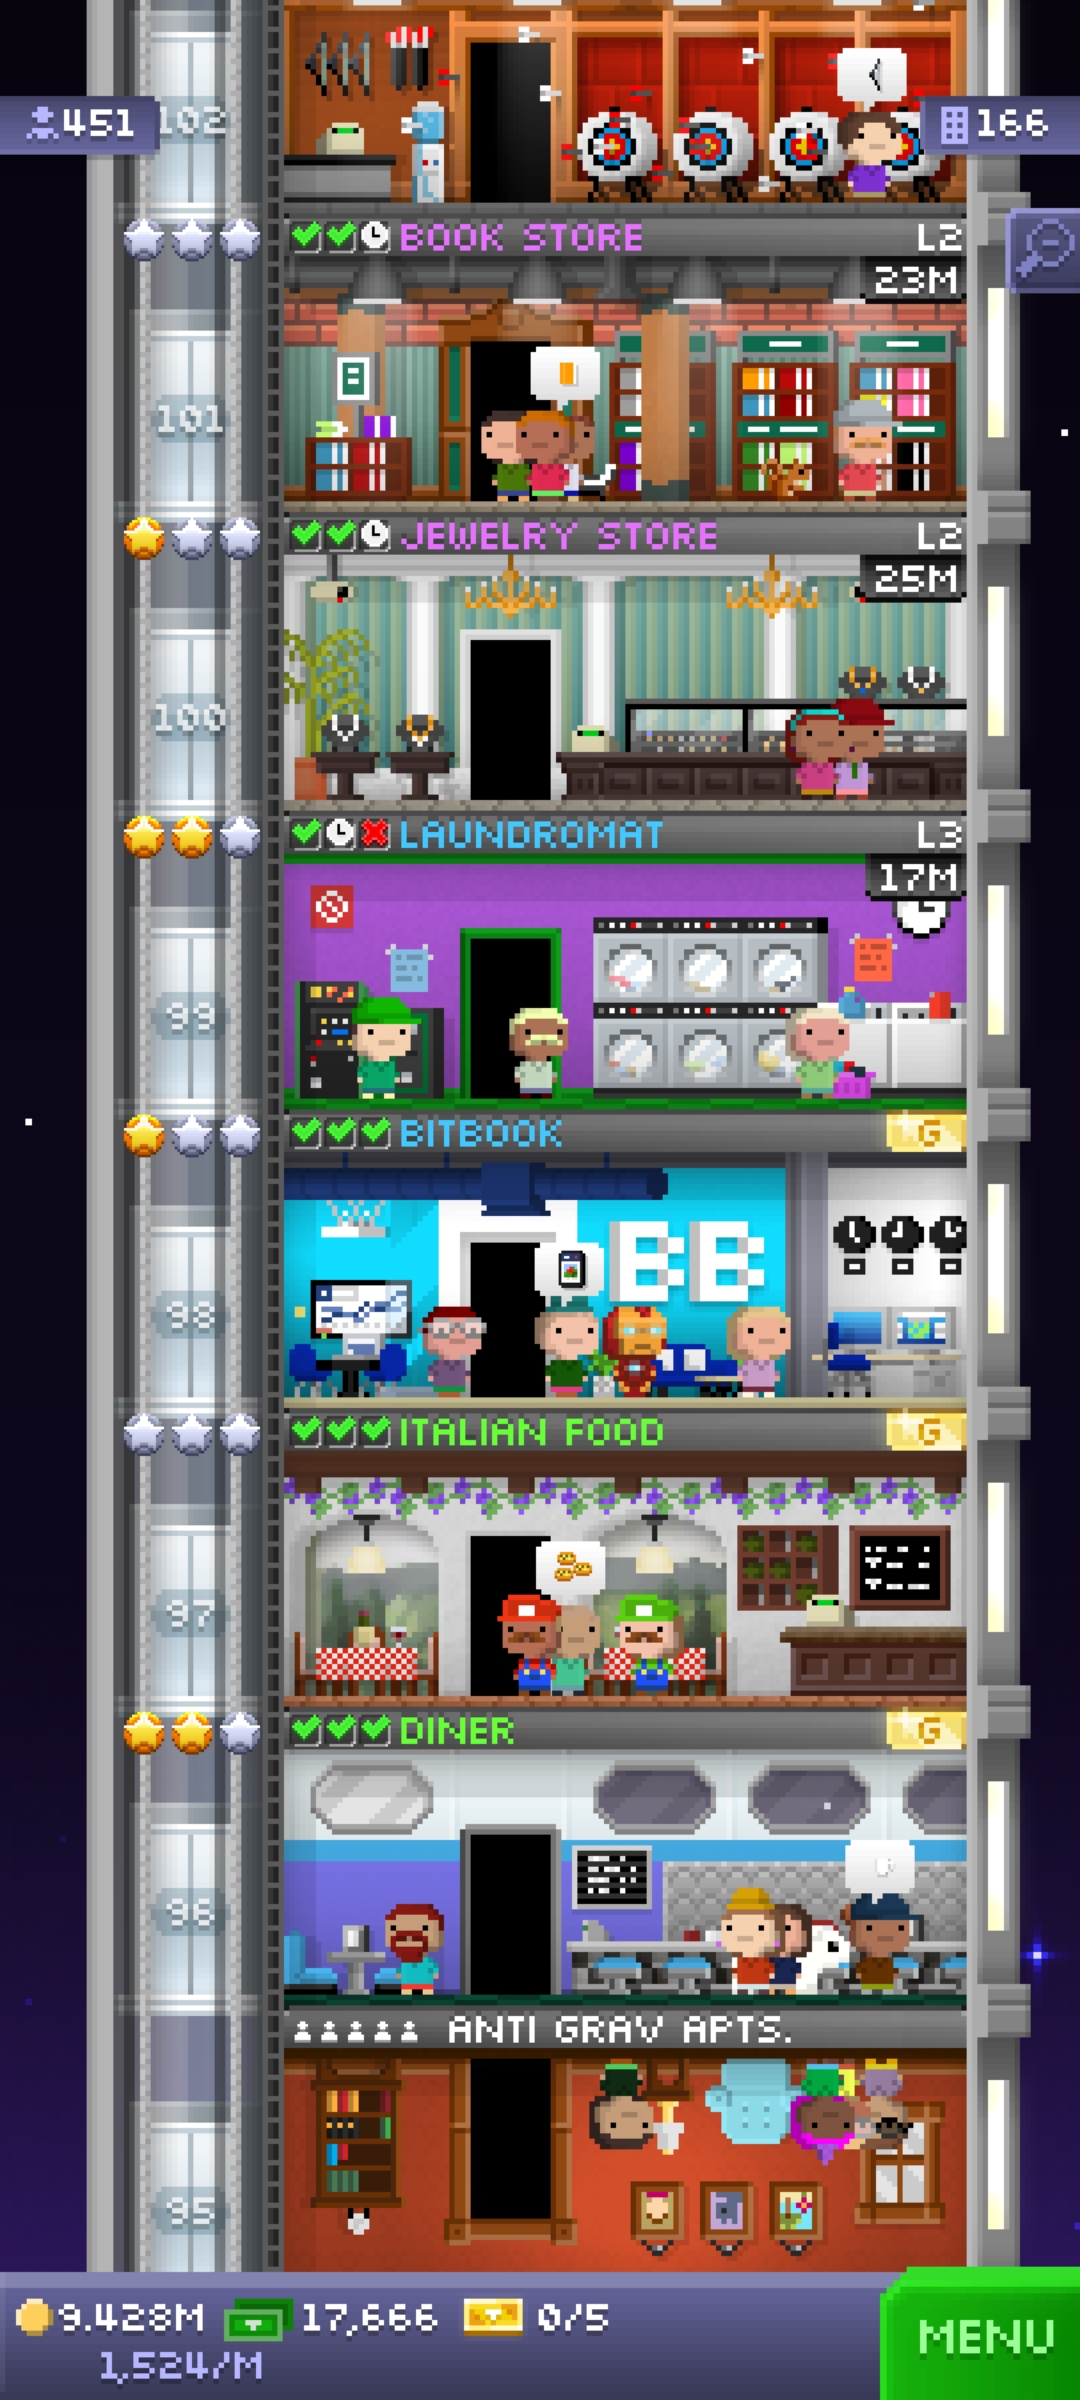 451
102
166
BOOK STORE L2
23M
101
JEWELRY STORE L2
25M
100
LAUNDROMAT L3
17M
99
BITBOOK G
BB
98
ITALIAN FOOD G
97
DINER G
96
ANTI GRAV APTS.
95
9.428M 17,666 0/5
1,524/M
MENU